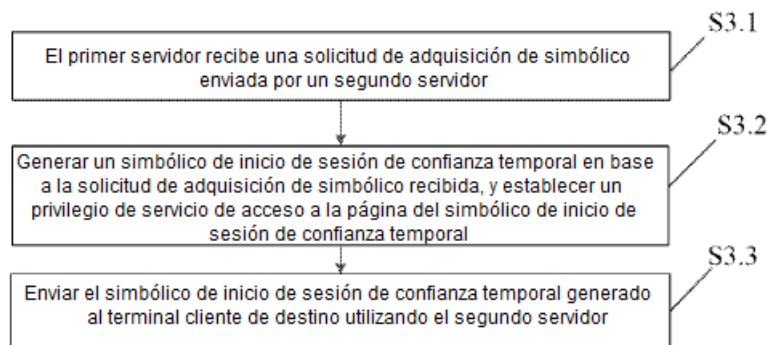 S3.1
El primer servidor recibe una solicitud de adquisición de simbólico
enviada por un segundo servidor
S3.2
Generar un simbólico de inicio de sesión de confianza temporal en base
a la solicitud de adquisición de simbólico recibida, y establecer un
privilegio de servicio de acceso a la página del simbólico de inicio de
sesión de confianza temporal
S3.3
Enviar el simbólico de inicio de sesión de confianza temporal generado
al terminal cliente de destino utilizando el segundo servidor